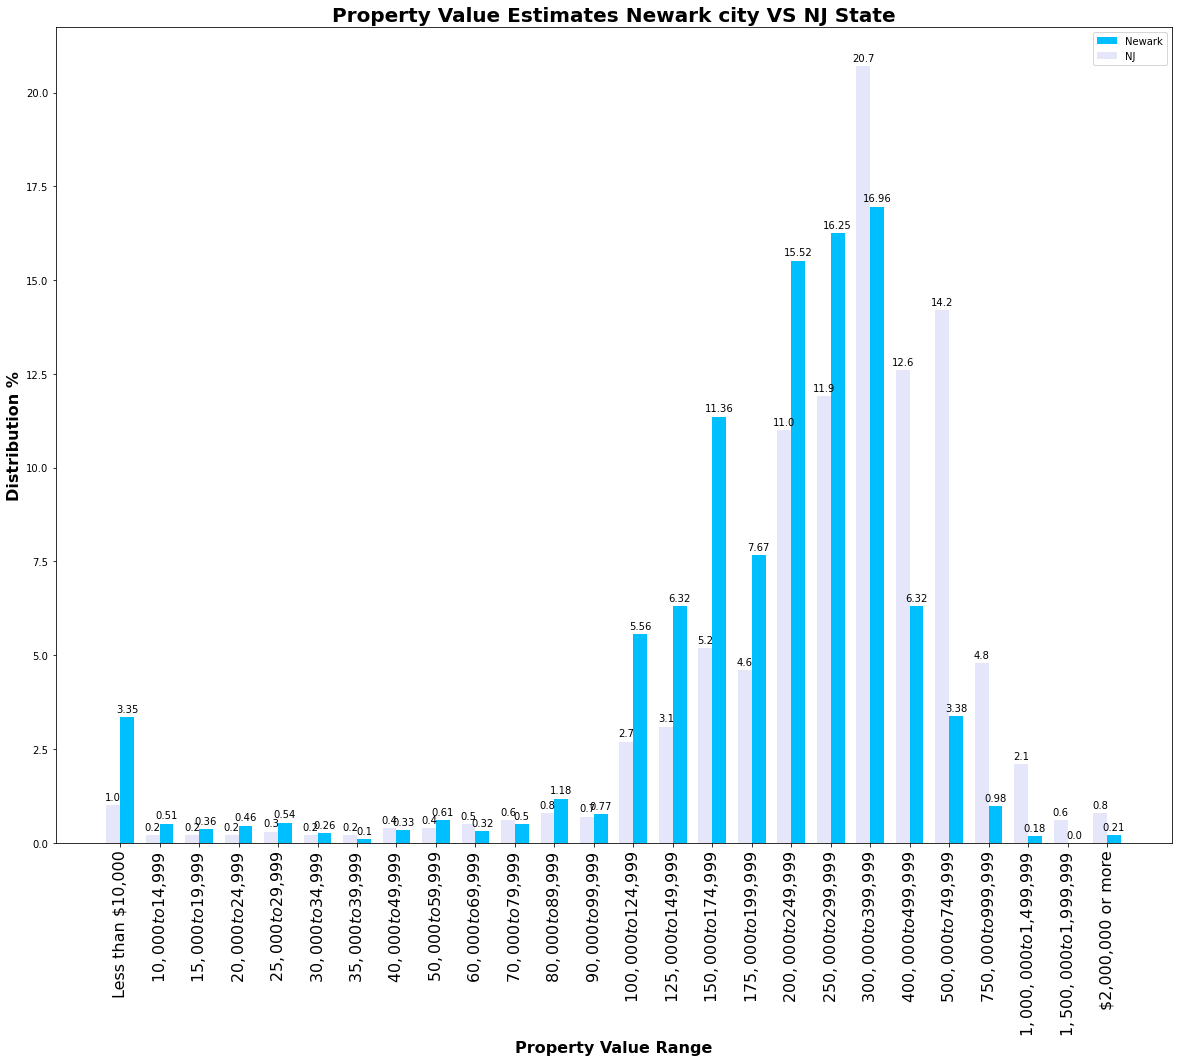 Property Value Estimates Newark city VS NJ State
Newark
NJ
Distribution %
20.0
17.5
15.0
12.5
10.0
7.5
5.0
2.5
0.0
1.0
3.35
0.2
0.51
0.2
0.36
0.2
0.46
0.3
0.54
0.2
0.26
0.2
0.1
0.4
0.33
0.4
0.61
0.5
0.32
0.6
0.5
0.8
1.18
0.7
0.77
2.7
5.56
3.1
6.32
5.2
11.36
4.6
7.67
11.0
15.52
11.9
16.25
20.7
16.96
12.6
6.32
14.2
3.38
4.8
0.98
2.1
0.18
0.6
0.0
0.8
0.21
Less than $10,000
10,000to14,999
15,000to19,999
20,000to24,999
25,000to29,999
30,000to34,999
35,000to39,999
40,000to49,999
50,000to59,999
60,000to69,999
70,000to79,999
80,000to89,999
90,000to99,999
100,000to124,999
125,000to149,999
150,000to174,999
175,000to199,999
200,000to249,999
250,000to299,999
300,000to399,999
400,000to499,999
500,000to749,999
750,000to999,999
1,000,000to1,499,999
1,500,000to1,999,999
$2,000,000 or more
Property Value Range